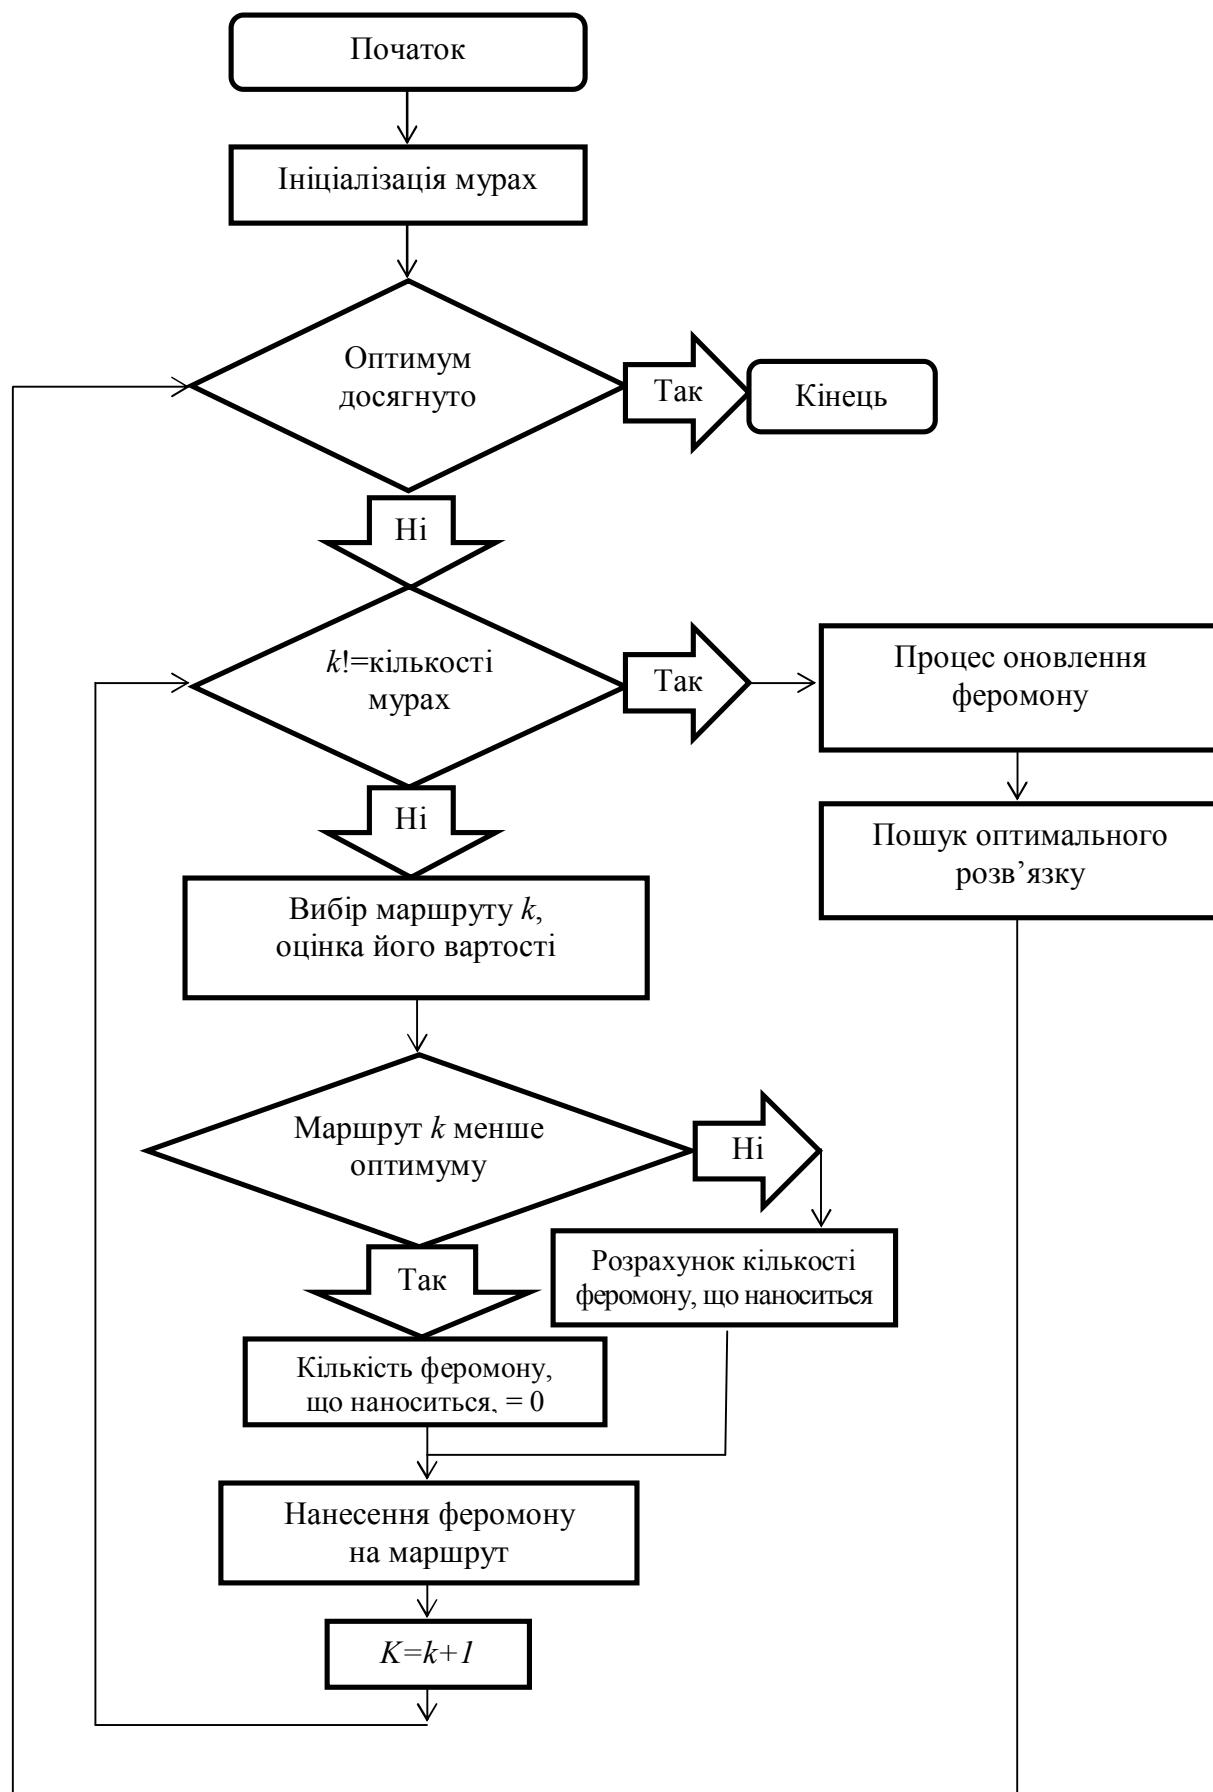 Початок
Ініціалізація мурах
Оптимум
досягнуто
Так
Кінець
Ні
k!=кількості
мурах
Так
Процес оновлення
феромону
Ні
Пошук оптимального
розв’язку
Вибір маршруту k,
оцінка його вартості
Маршрут k менше
оптимуму
Ні
Так
Розрахунок кількості
феромону, що наноситься
Кількість феромону,
що наноситься, = 0
Нанесення феромону
на маршрут
K=k+1